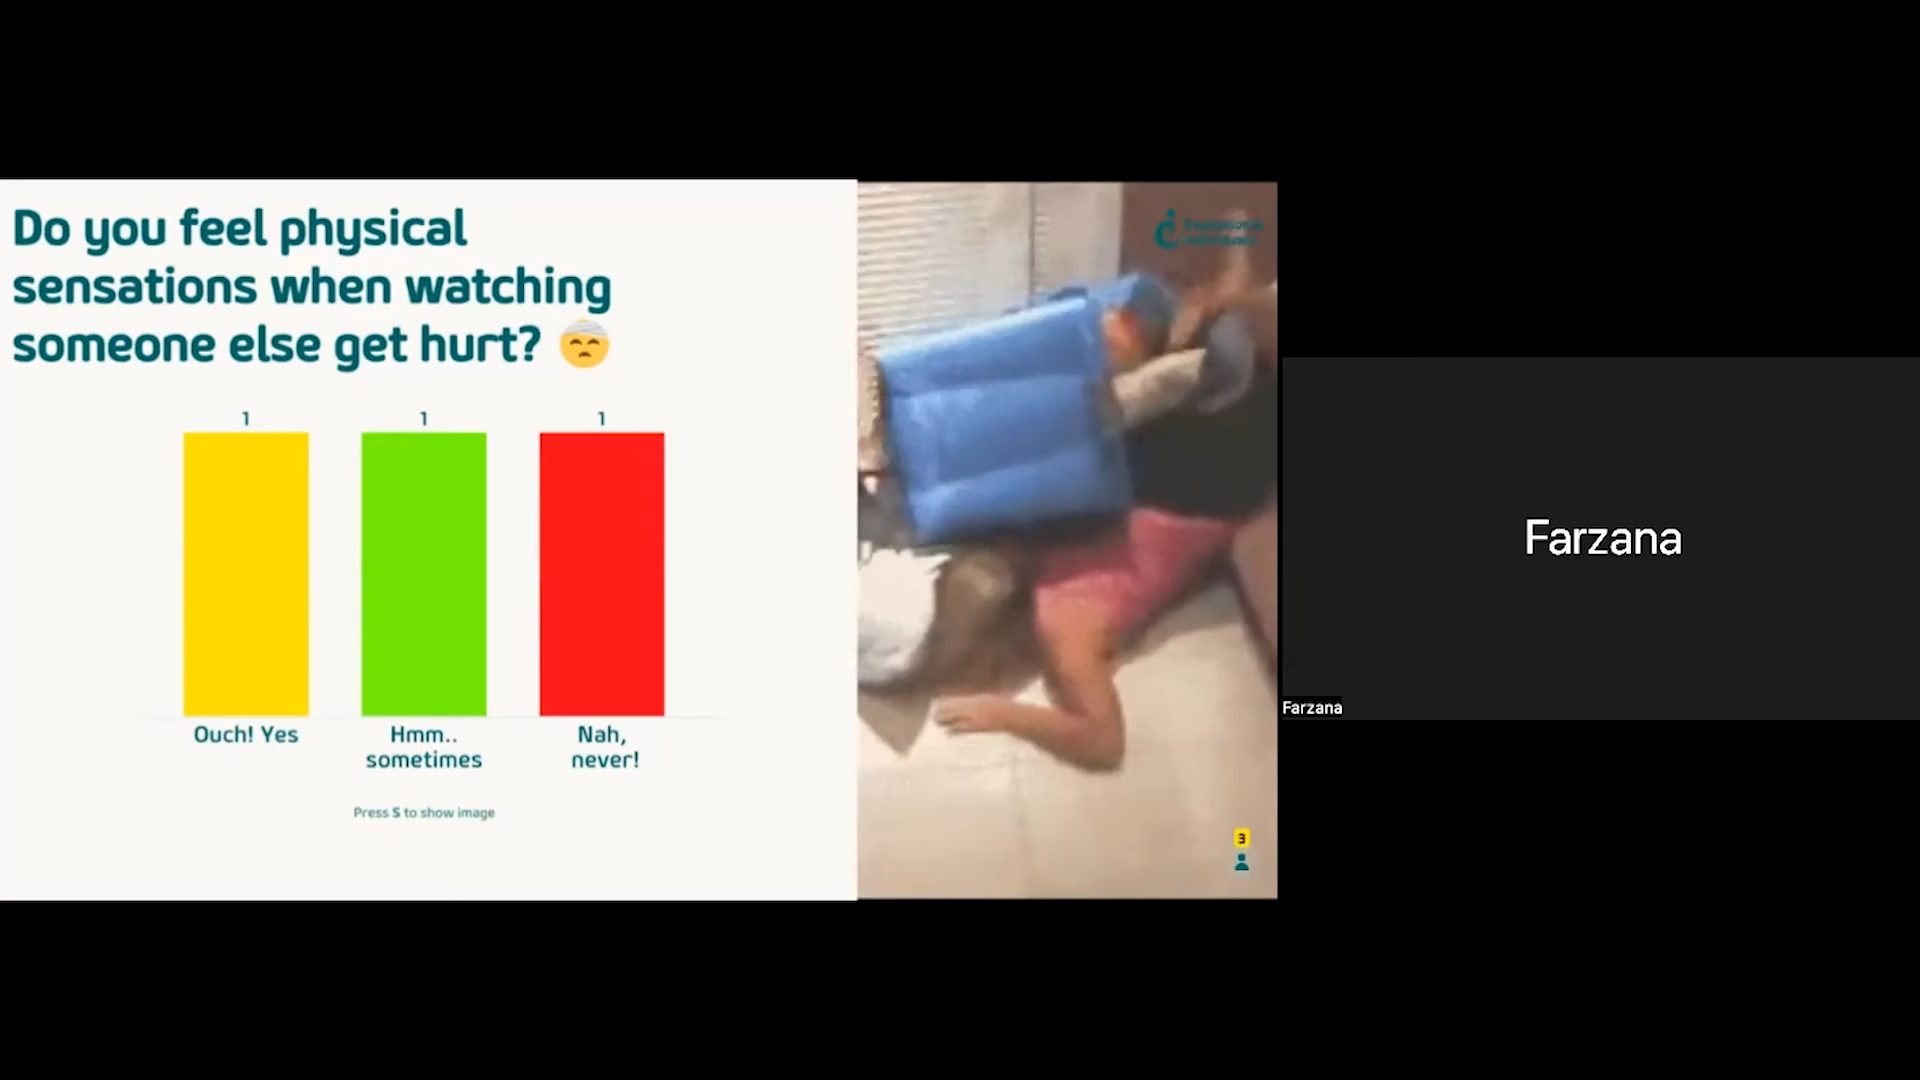 Do you feel physical
sensations when watching
someone else get hurt?
1
1
1
Ouch! Yes
Hmm..
sometimes
Nah,
never!
Press S to show image
3
Farzana
Farzana